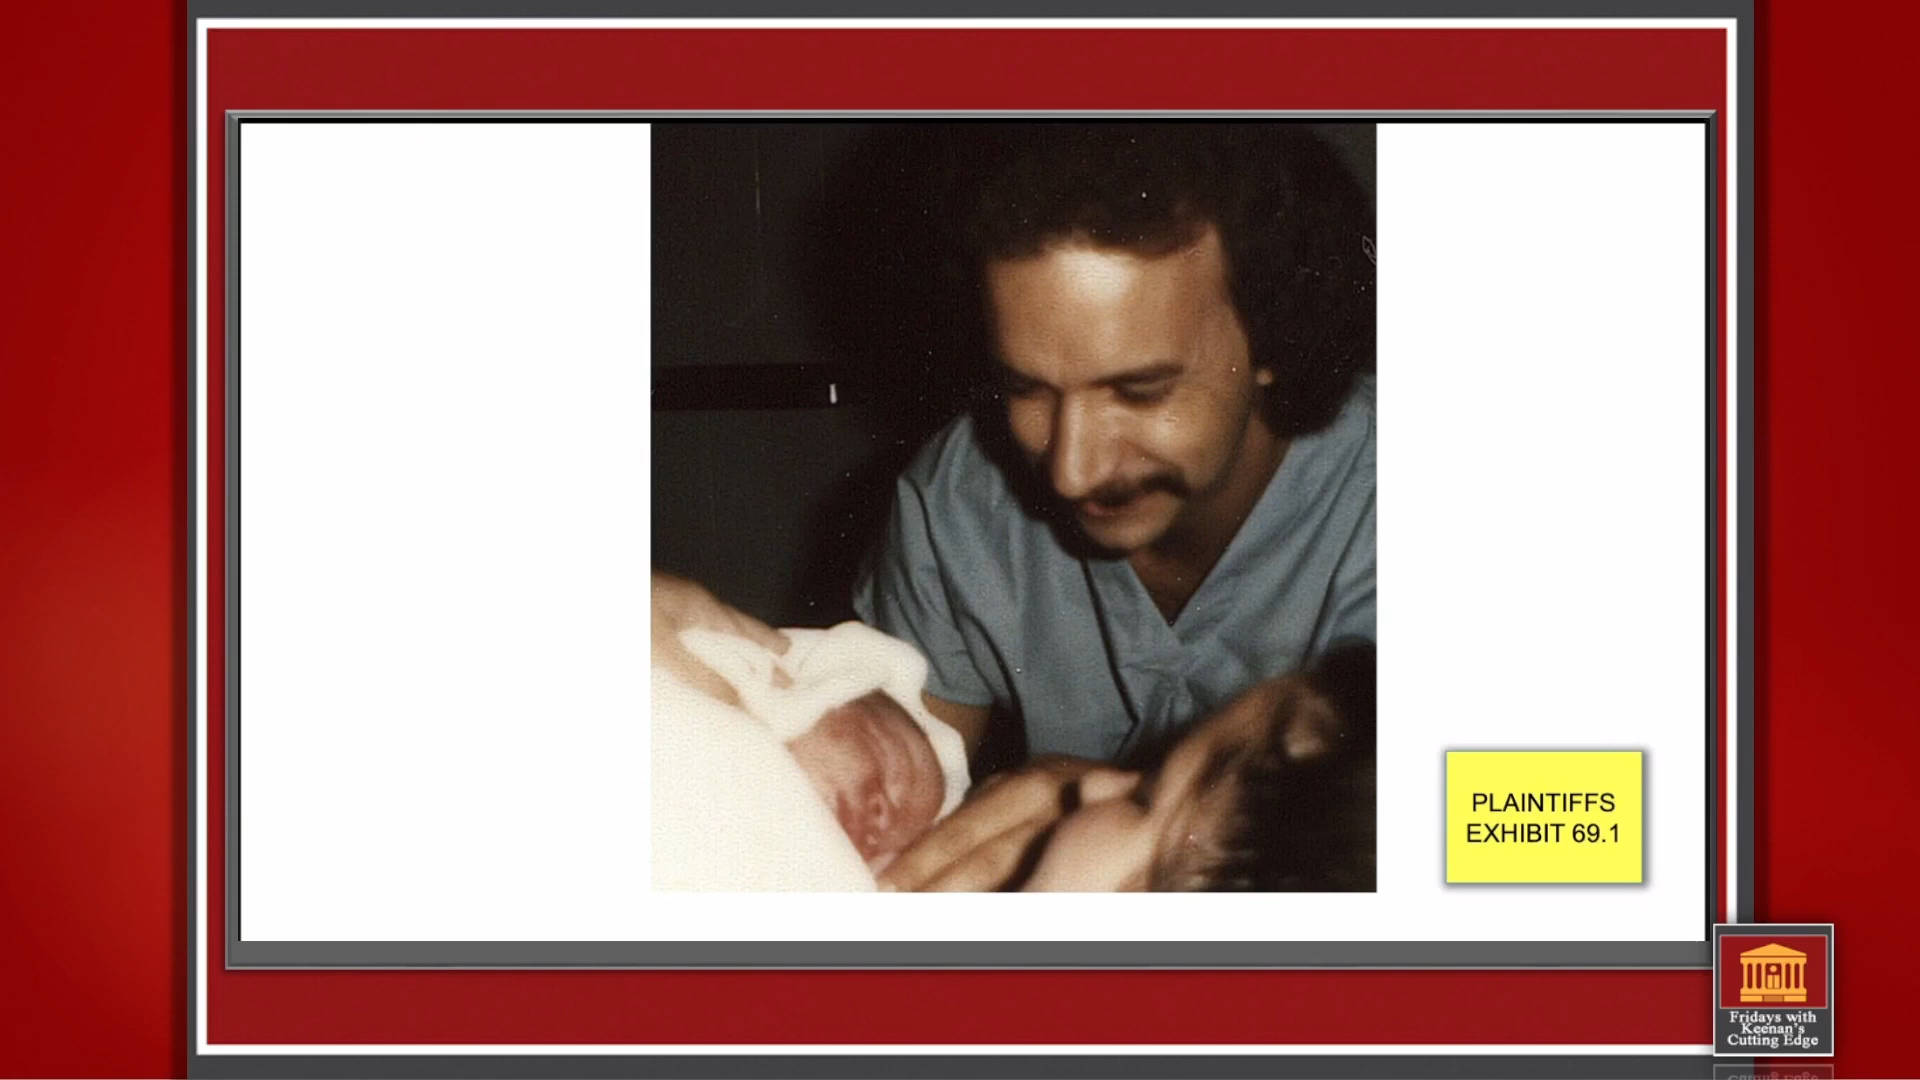 PLAINTIFFS
EXHIBIT 69.1
Fridays with
Keenan's
Cutting Edge